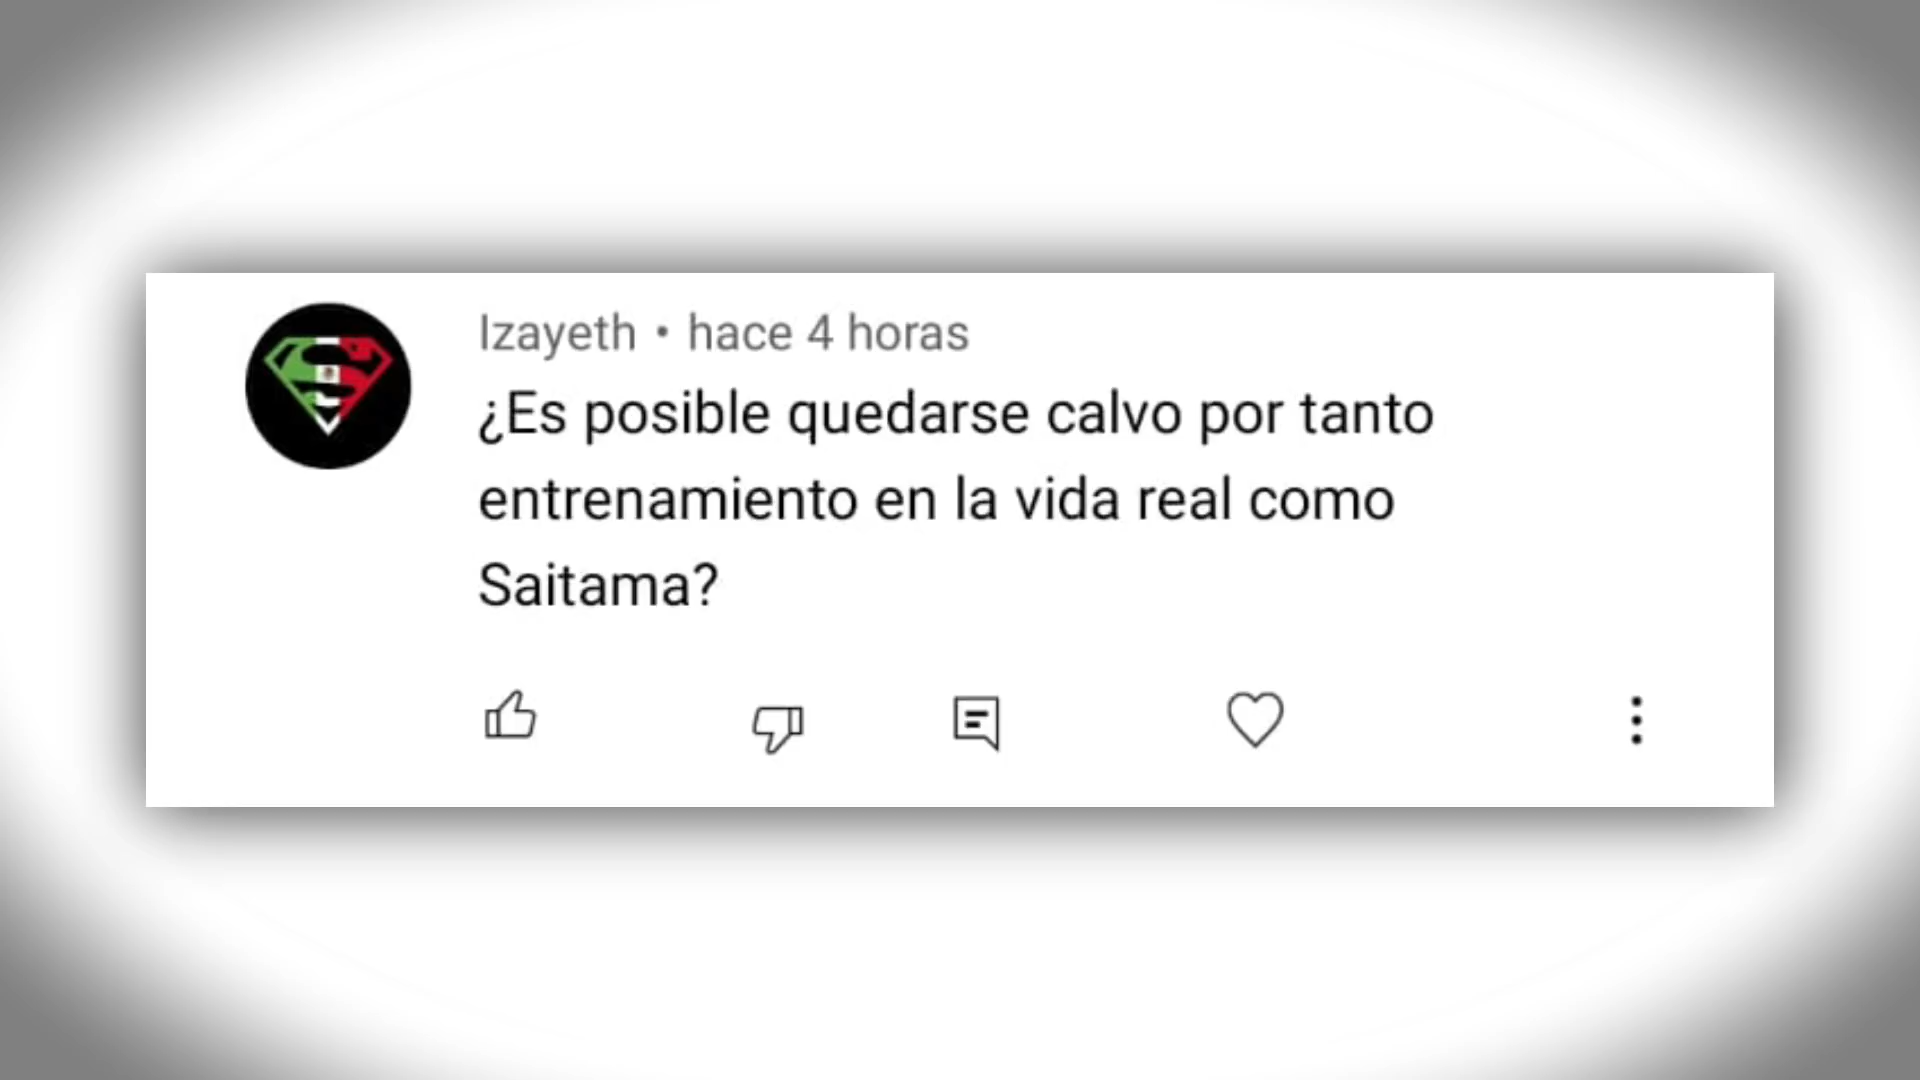 Izayeth • hace 4 horas
¿Es posible quedarse calvo por tanto
entrenamiento en la vida real como
Saitama?